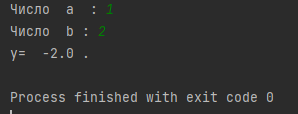 Число  a  : 1
Число  b : 2
y=  -2.0 .
Process finished with exit code 0